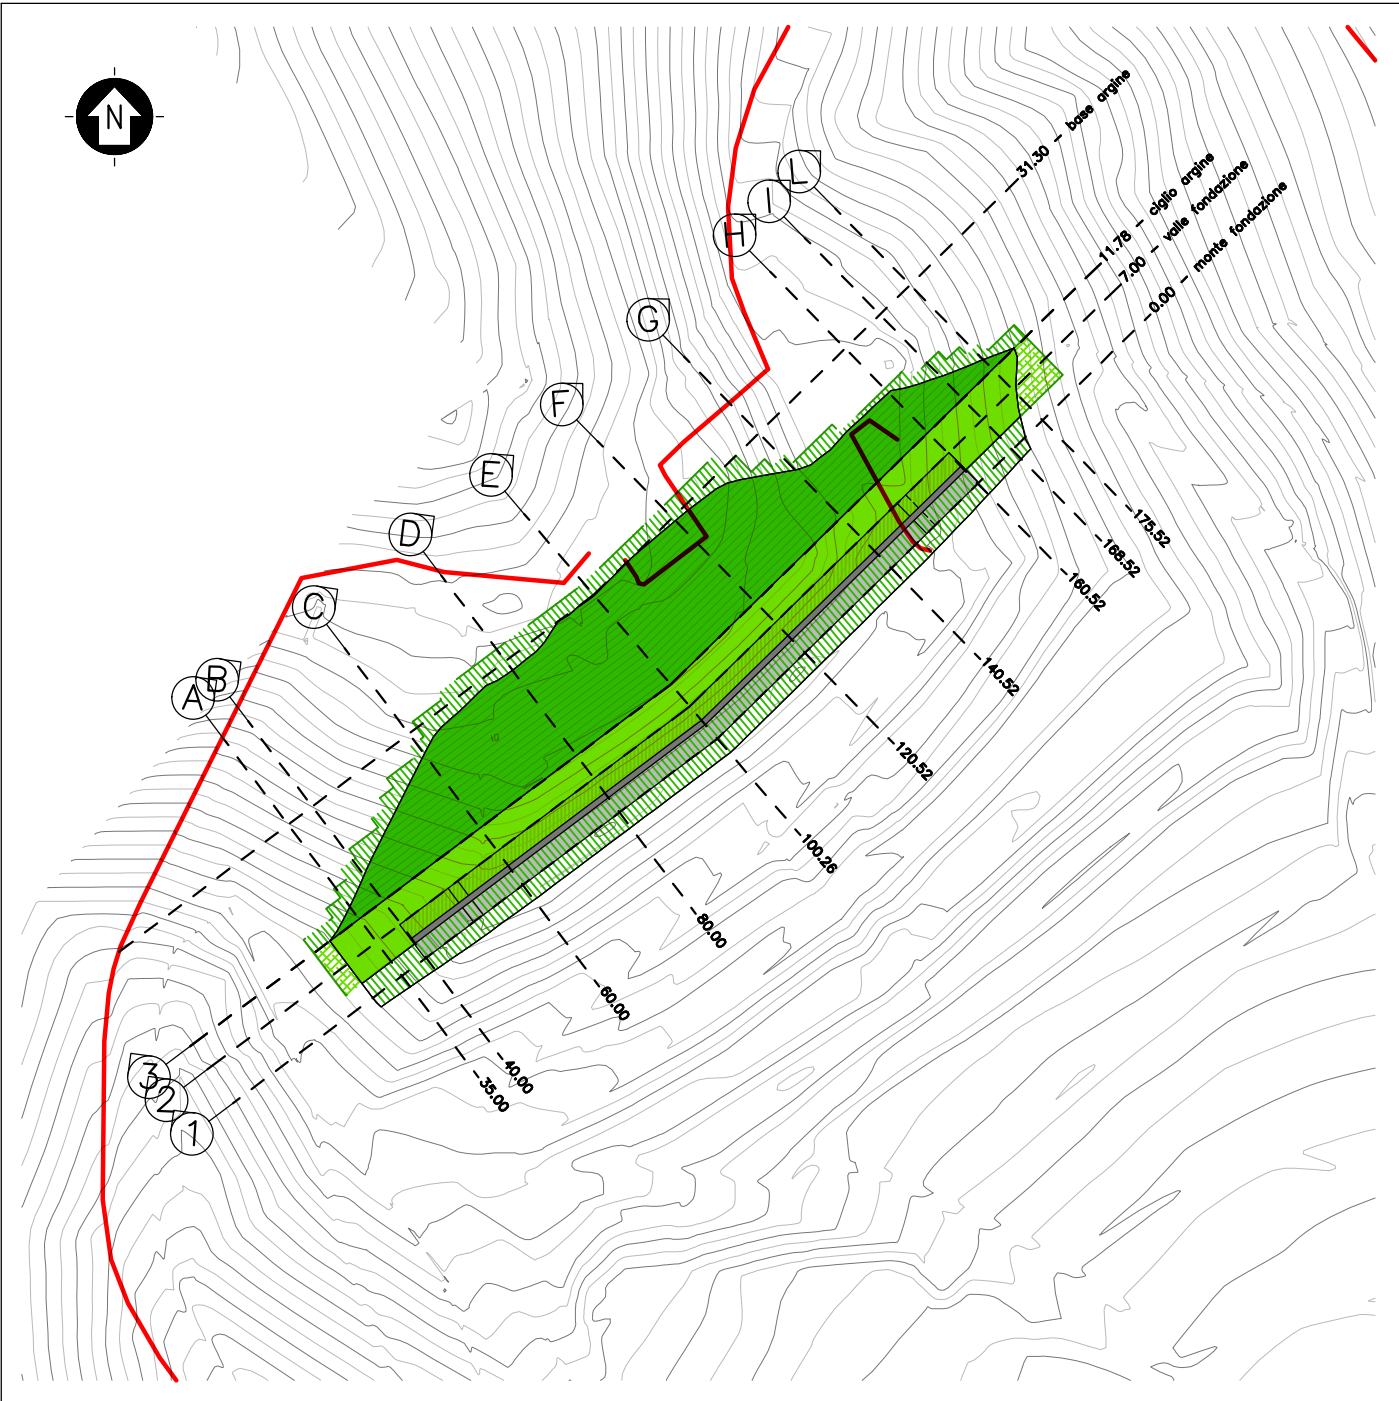 N
31.30 - base argine
11.78 - ciglio argine
7.00 - valle fondazione
0.00 - monte fondazione
L
I
H
G
F
E
D
C
B
A
175.52
168.52
160.52
140.52
120.52
100.26
80.00
60.00
40.00
35.00
3
2
1